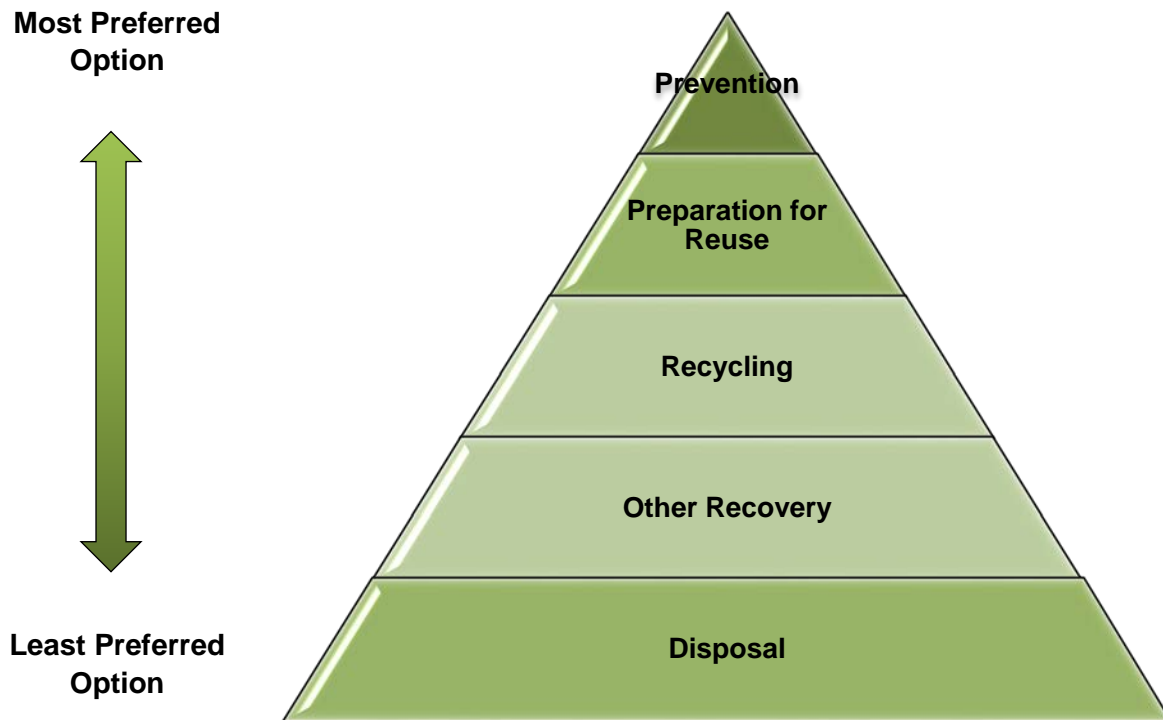 Most Preferred
Option
Prevention
Preparation for
Reuse
Recycling
Other Recovery
Disposal
Least Preferred
Option